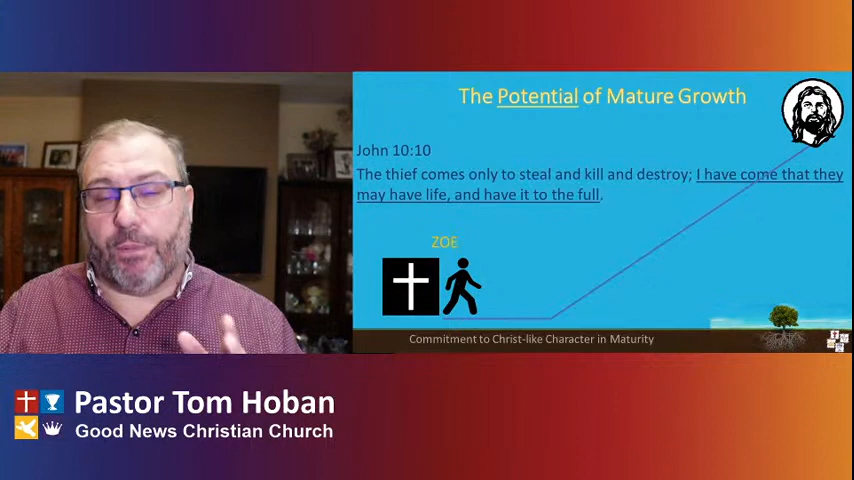 The Potential of Mature Growth
John 10:10
The thief comes only to steal and kill and destroy; I have come that they
may have life, and have it to the full.
ZOE
Commitment to Christ-like Character in Maturity
Pastor Tom Hoban
Good News Christian Church